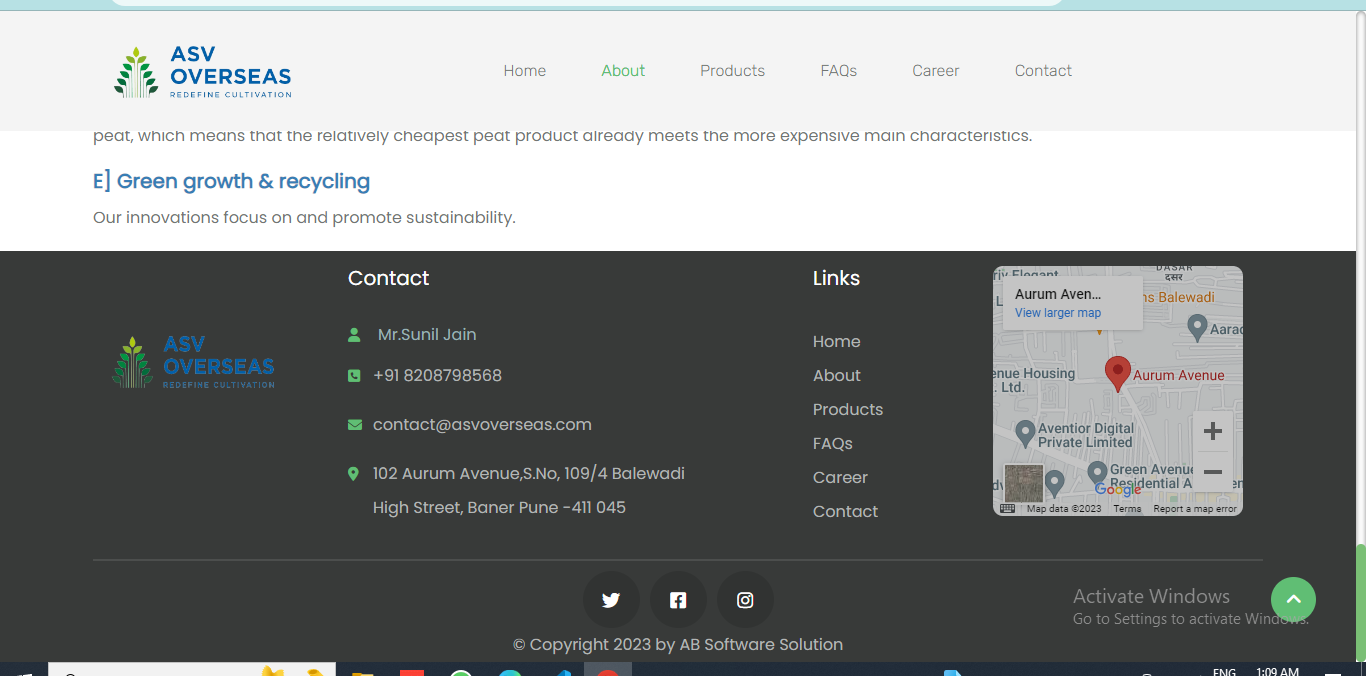 ASV
OVERSEAS
REDEFINE CULTIVATION
Home
About
Products
FAQs
Career
Contact
peat, which means that the relatively cheapest peat product already meets the more expensive main characteristics.
E] Green growth & recycling
Our innovations focus on and promote sustainability.
ASV
OVERSEAS
REDEFINE CULTIVATION
Contact
Mr.Sunil Jain
+91 8208798568
contact@asvoverseas.com
102 Aurum Avenue,S.No, 109/4 Balewadi
High Street, Baner Pune -411 045
Links
Home
About
Products
FAQs
Career
Contact
Elegant
DASAR
दसर
Aurum Aven...
View larger map
ns Balewadi
Aarad
enue Housing
. Ltd.
Aurum Avenue
Aventior Digital
Private Limited
Green Avenue
Residential A
Google
Map data ©2023
Terms
Report a map error
© Copyright 2023 by AB Software Solution
Activate Windows
Go to Settings to activate Windows.
ENG
1:09 AM